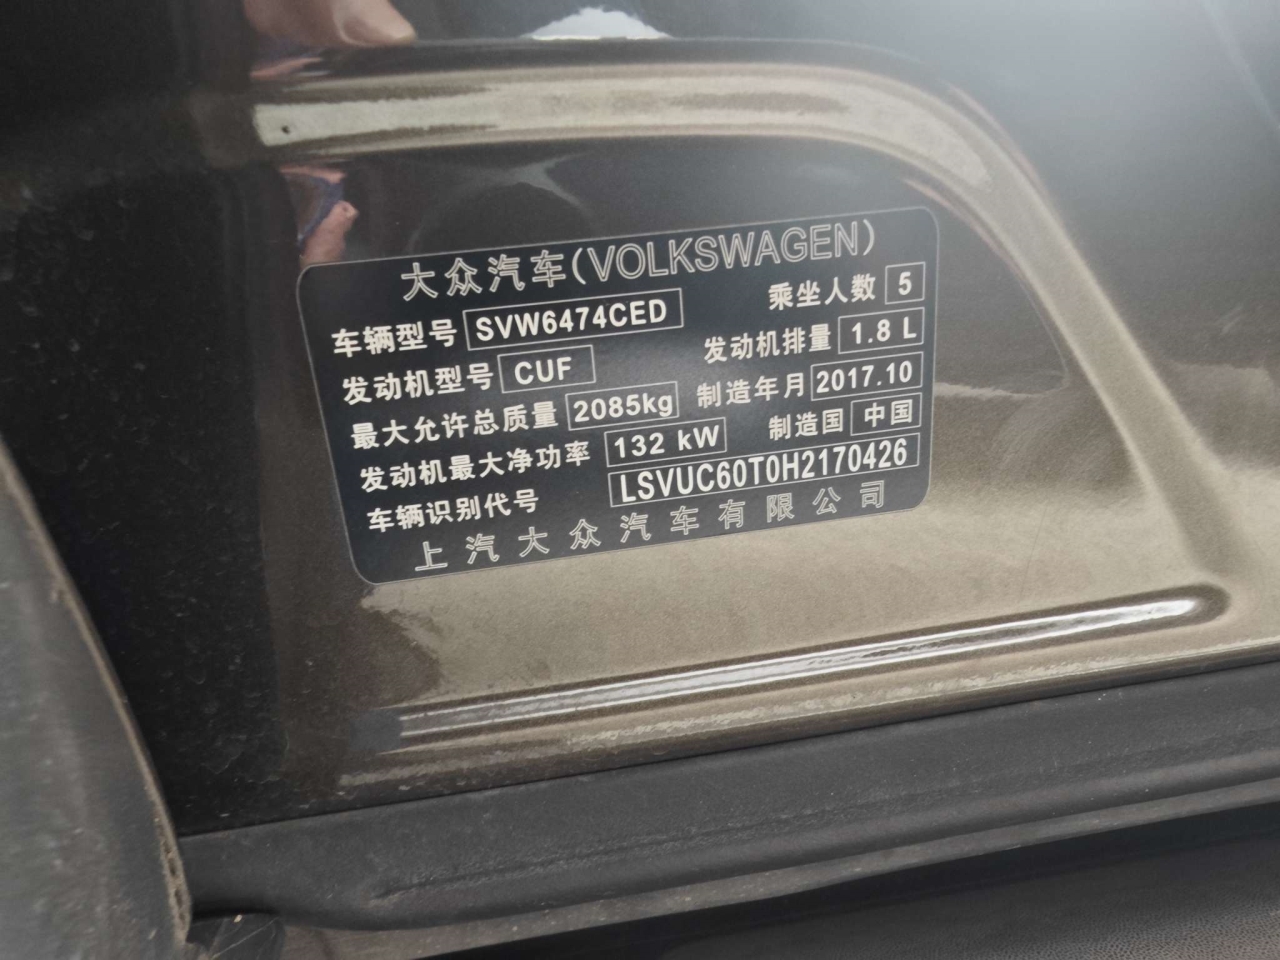 大众汽车(VOLKSWAGEN)
车辆型号 SVW6474CED 乘坐人数 5
发动机型号 CUF 发动机排量 1.8 L
最大允许总质量 2085kg 制造年月 2017.10
发动机最大净功率 132 kW 制造国 中国
车辆识别代号 LSVUC60T0H2170426
上汽大众汽车有限公司